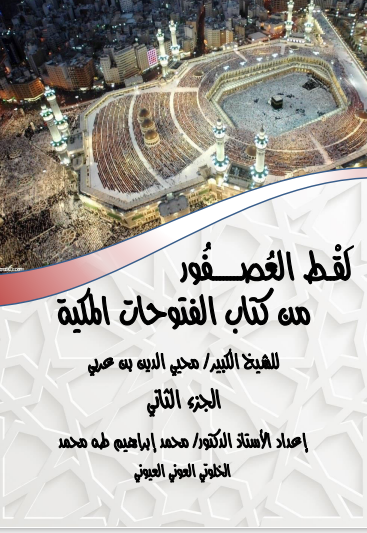 لَقْط العُصــفُور
من كتاب الفتوحات المكية
للشيخ الكبير/ محيي الدين بن عربي
الجزء الثاني
إعداد الأستاذ الدكتور/ محمد إبراهيم طه محمد
الخلوتي العوني العيوني